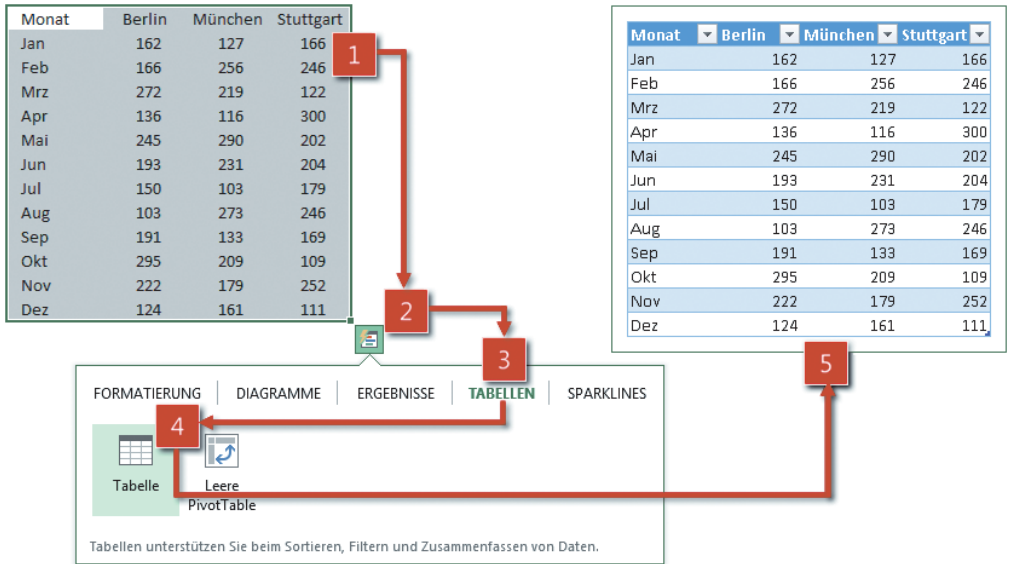 Monat Berlin München Stuttgart
Jan 162 127 166
Feb 166 256 246
Mrz 272 219 122
Apr 136 116 300
Mai 245 290 202
Jun 193 231 204
Jul 150 103 179
Aug 103 273 246
Sep 191 133 169
Okt 295 209 109
Nov 222 179 252
Dez 124 161 111
1
2
3
FORMATIERUNG DIAGRAMME ERGEBNISSE TABELLEN SPARKLINES
4
Tabelle
Leere
PivotTable
Tabellen unterstützen Sie beim Sortieren, Filtern und Zusammenfassen von Daten.
Monat Berlin München Stuttgart
Jan 162 127 166
Feb 166 256 246
Mrz 272 219 122
Apr 136 116 300
Mai 245 290 202
Jun 193 231 204
Jul 150 103 179
Aug 103 273 246
Sep 191 133 169
Okt 295 209 109
Nov 222 179 252
Dez 124 161 111
5